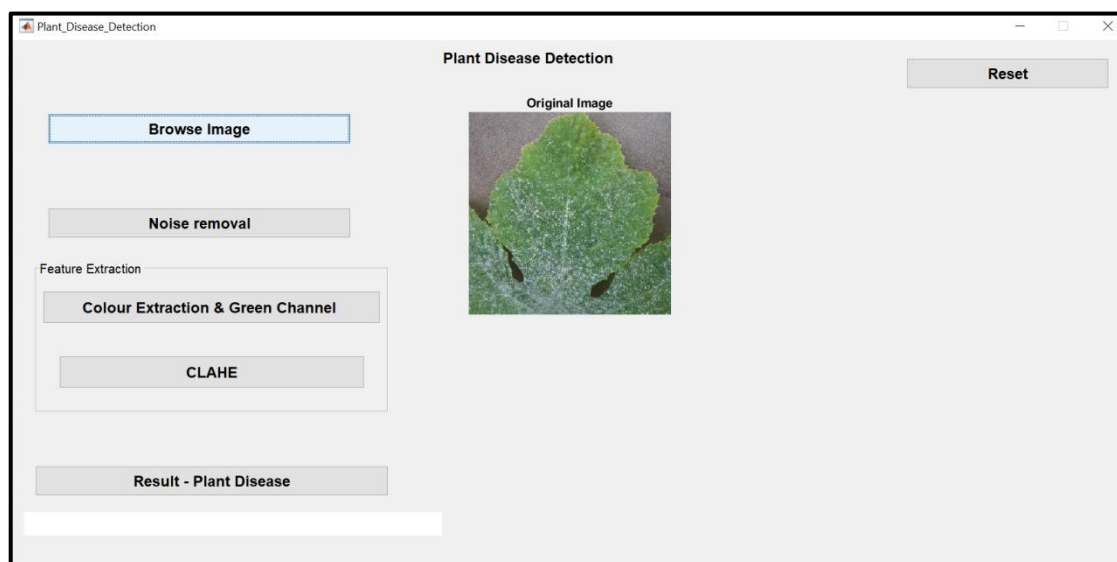 Plant_Disease_Detection
Plant Disease Detection
Reset
Original Image
Browse Image
Noise removal
Feature Extraction
Colour Extraction & Green Channel
CLAHE
Result - Plant Disease